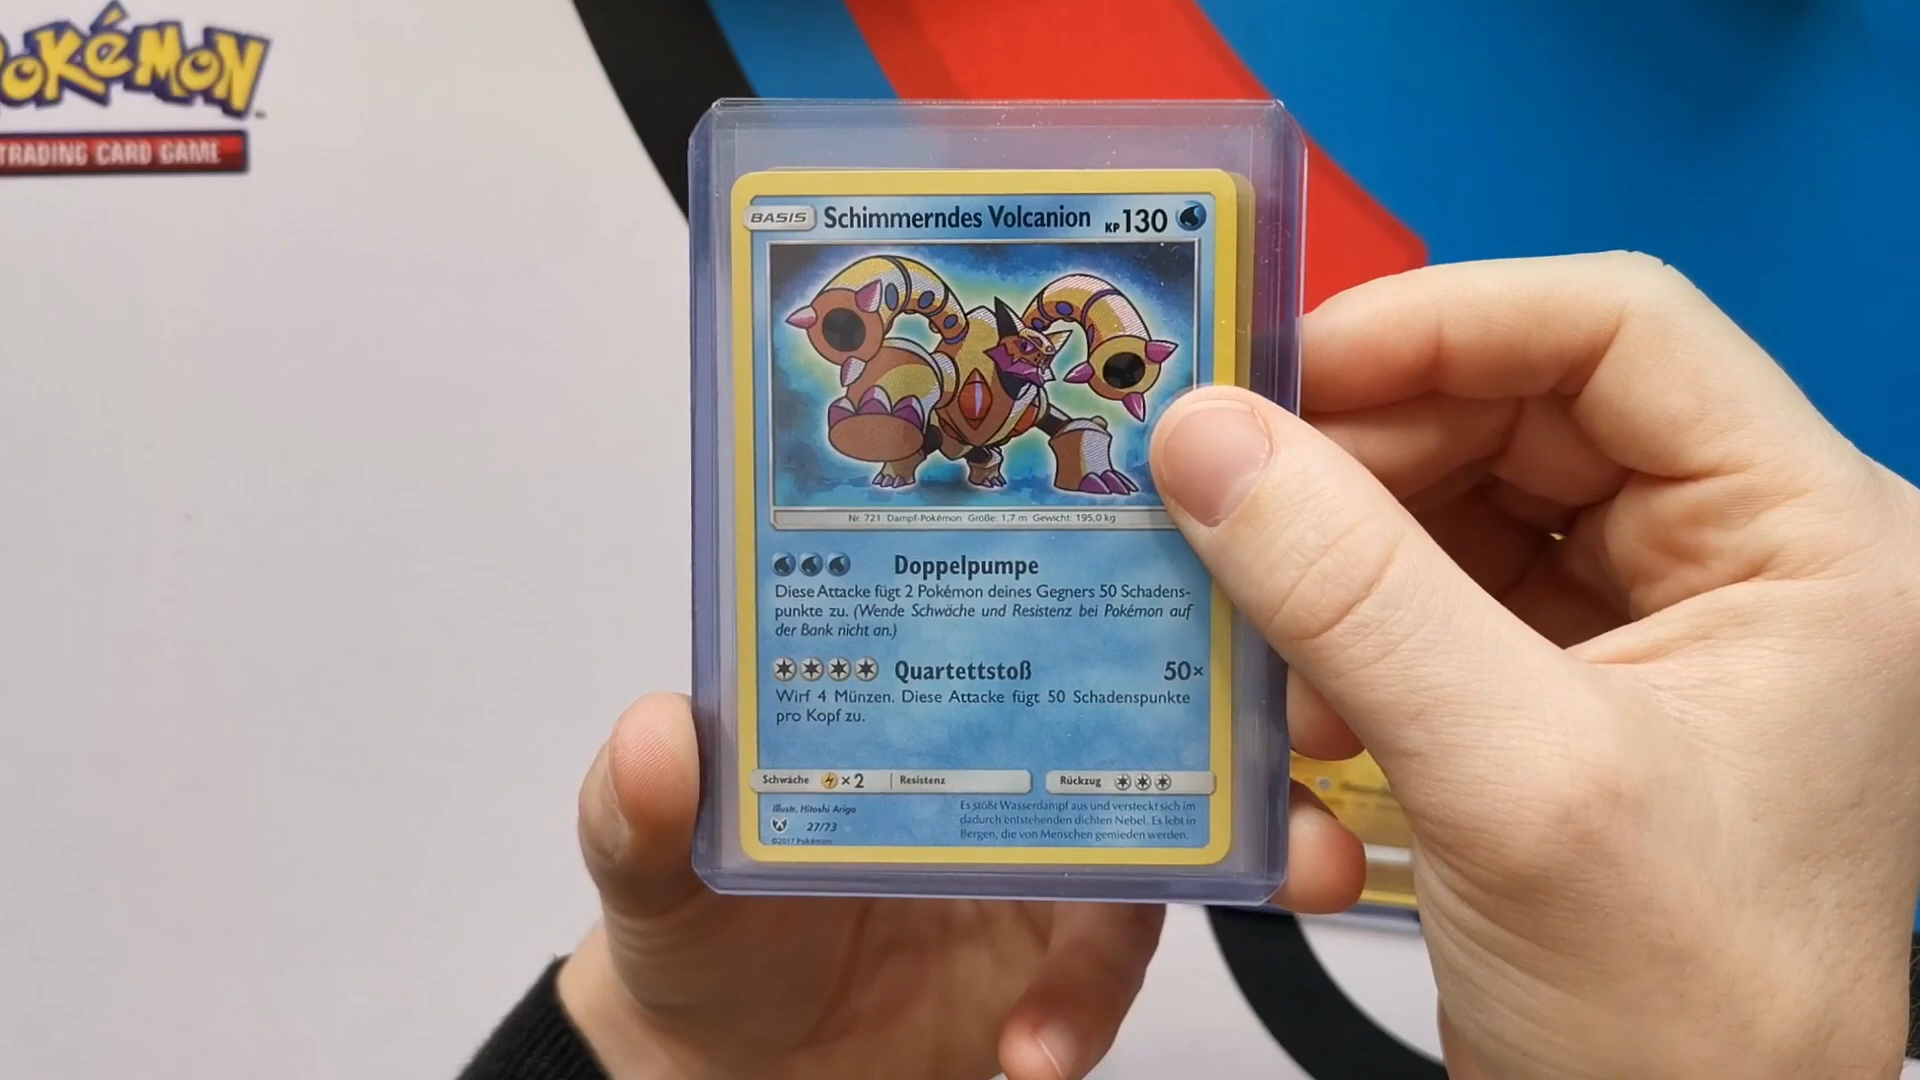 POKÉMON
TRADING CARD GAME
BASIS Schimmerndes Volcanion KP130
Nr. 721 Dampf-Pokémon Größe: 1,7 m Gewicht: 195,0 kg
Doppelpumpe
Diese Attacke fügt 2 Pokémon deines Gegners 50 Schadens-
punkte zu. (Wende Schwäche und Resistenz bei Pokémon auf
der Bank nicht an.)
Quartettstoß 50×
Wirf 4 Münzen. Diese Attacke fügt 50 Schadenspunkte
pro Kopf zu.
Schwäche ×2 Resistenz Rückzug
Illustr. Hitoshi Ariga
27/73
©2017 Pokémon
Es stößt Wasserdampf aus und versteckt sich im
dadurch entstehenden dichten Nebel. Es lebt in
Bergen, die von Menschen gemieden werden.